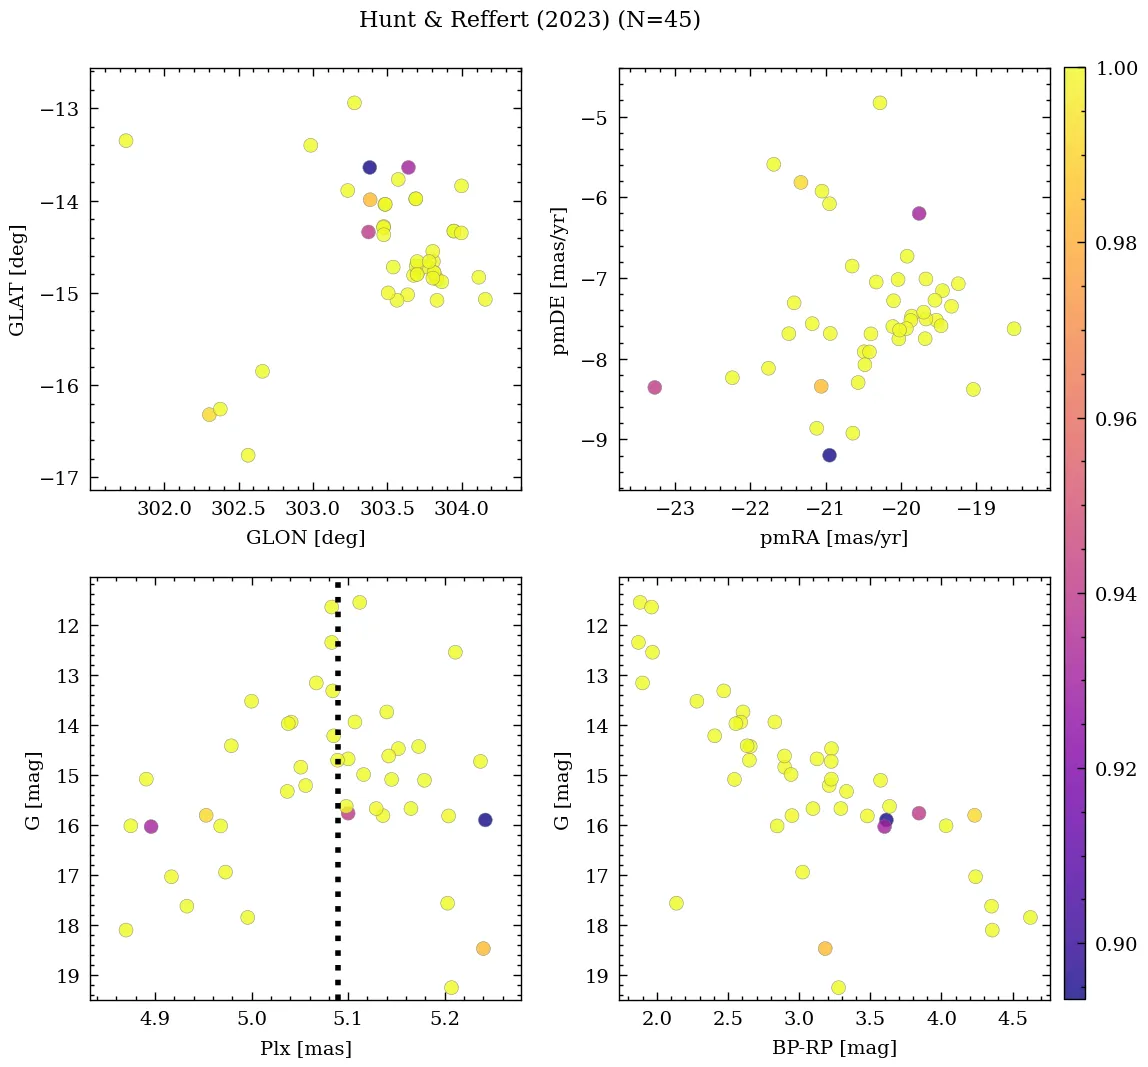 Hunt & Reffert (2023) (N=45)
−13
−14
−15
−16
−17
GLAT [deg]
302.0 302.5 303.0 303.5 304.0
GLON [deg]
−5
−6
−7
−8
−9
pmDE [mas/yr]
−23 −22 −21 −20 −19
pmRA [mas/yr]
12
13
14
15
16
17
18
19
G [mag]
4.9 5.0 5.1 5.2
Plx [mas]
12
13
14
15
16
17
18
19
G [mag]
2.0 2.5 3.0 3.5 4.0 4.5
BP-RP [mag]
1.00
0.98
0.96
0.94
0.92
0.90